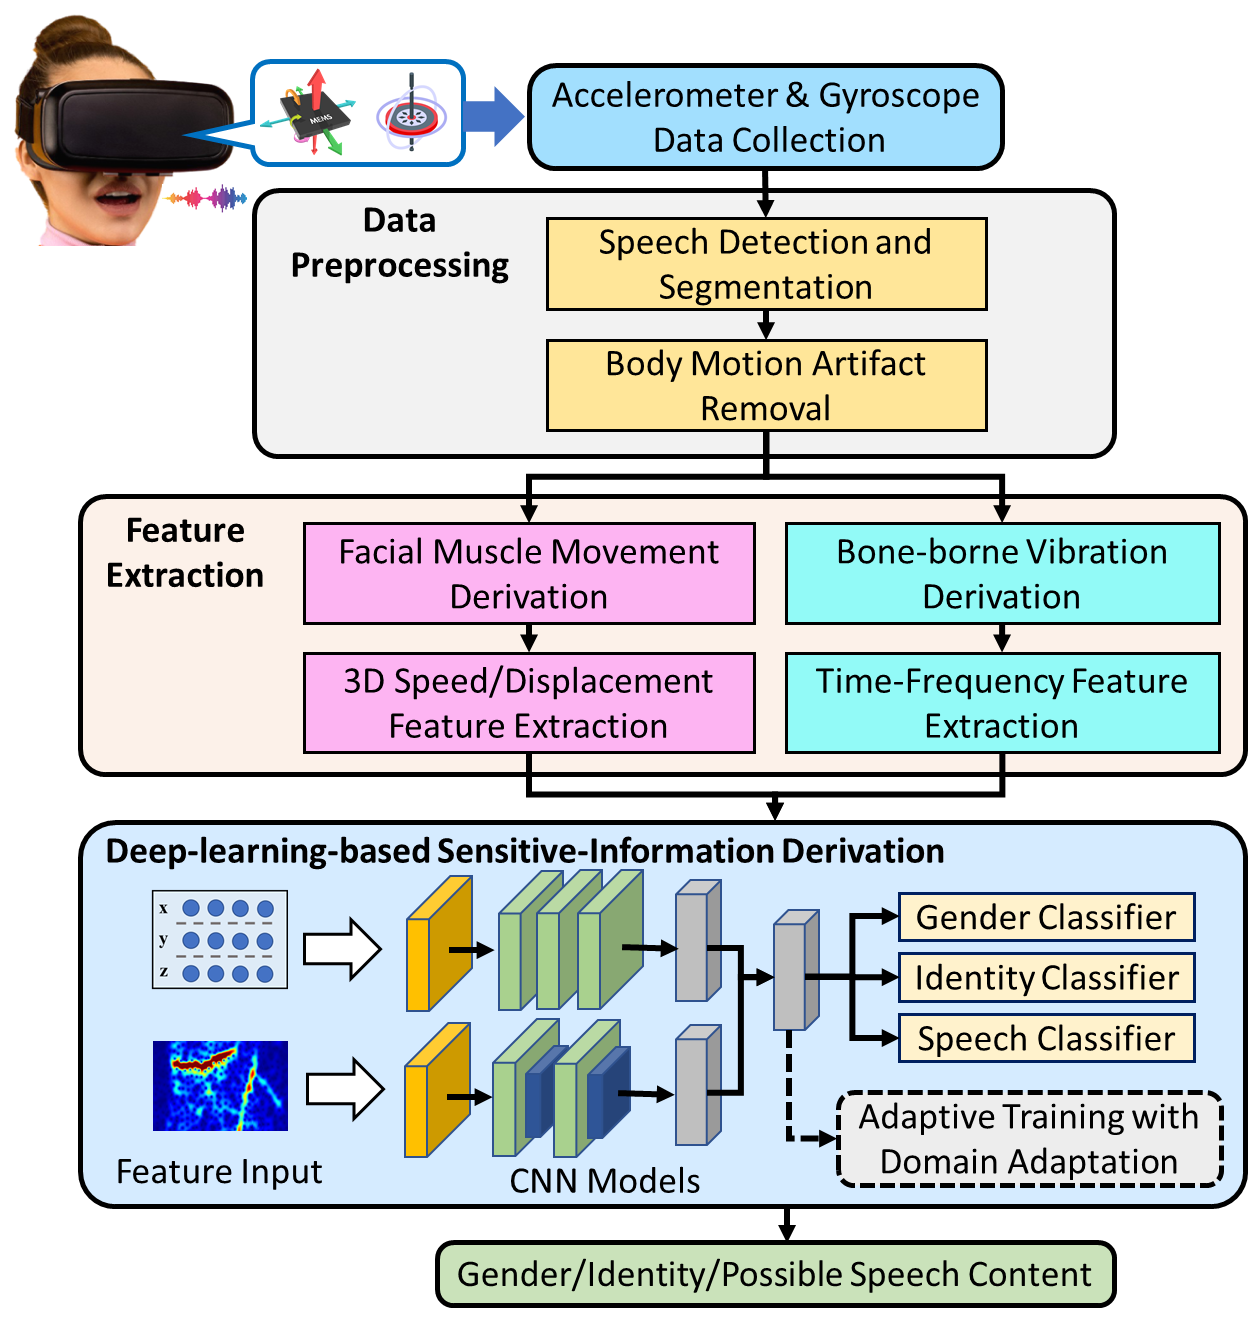 MEMS
Accelerometer & Gyroscope
Data Collection
Data
Preprocessing
Speech Detection and
Segmentation
Body Motion Artifact
Removal
Feature
Extraction
Facial Muscle Movement
Derivation
Bone-borne Vibration
Derivation
3D Speed/Displacement
Feature Extraction
Time-Frequency Feature
Extraction
Deep-learning-based Sensitive-Information Derivation
x
y
z
Feature Input
CNN Models
Gender Classifier
Identity Classifier
Speech Classifier
Adaptive Training with
Domain Adaptation
Gender/Identity/Possible Speech Content